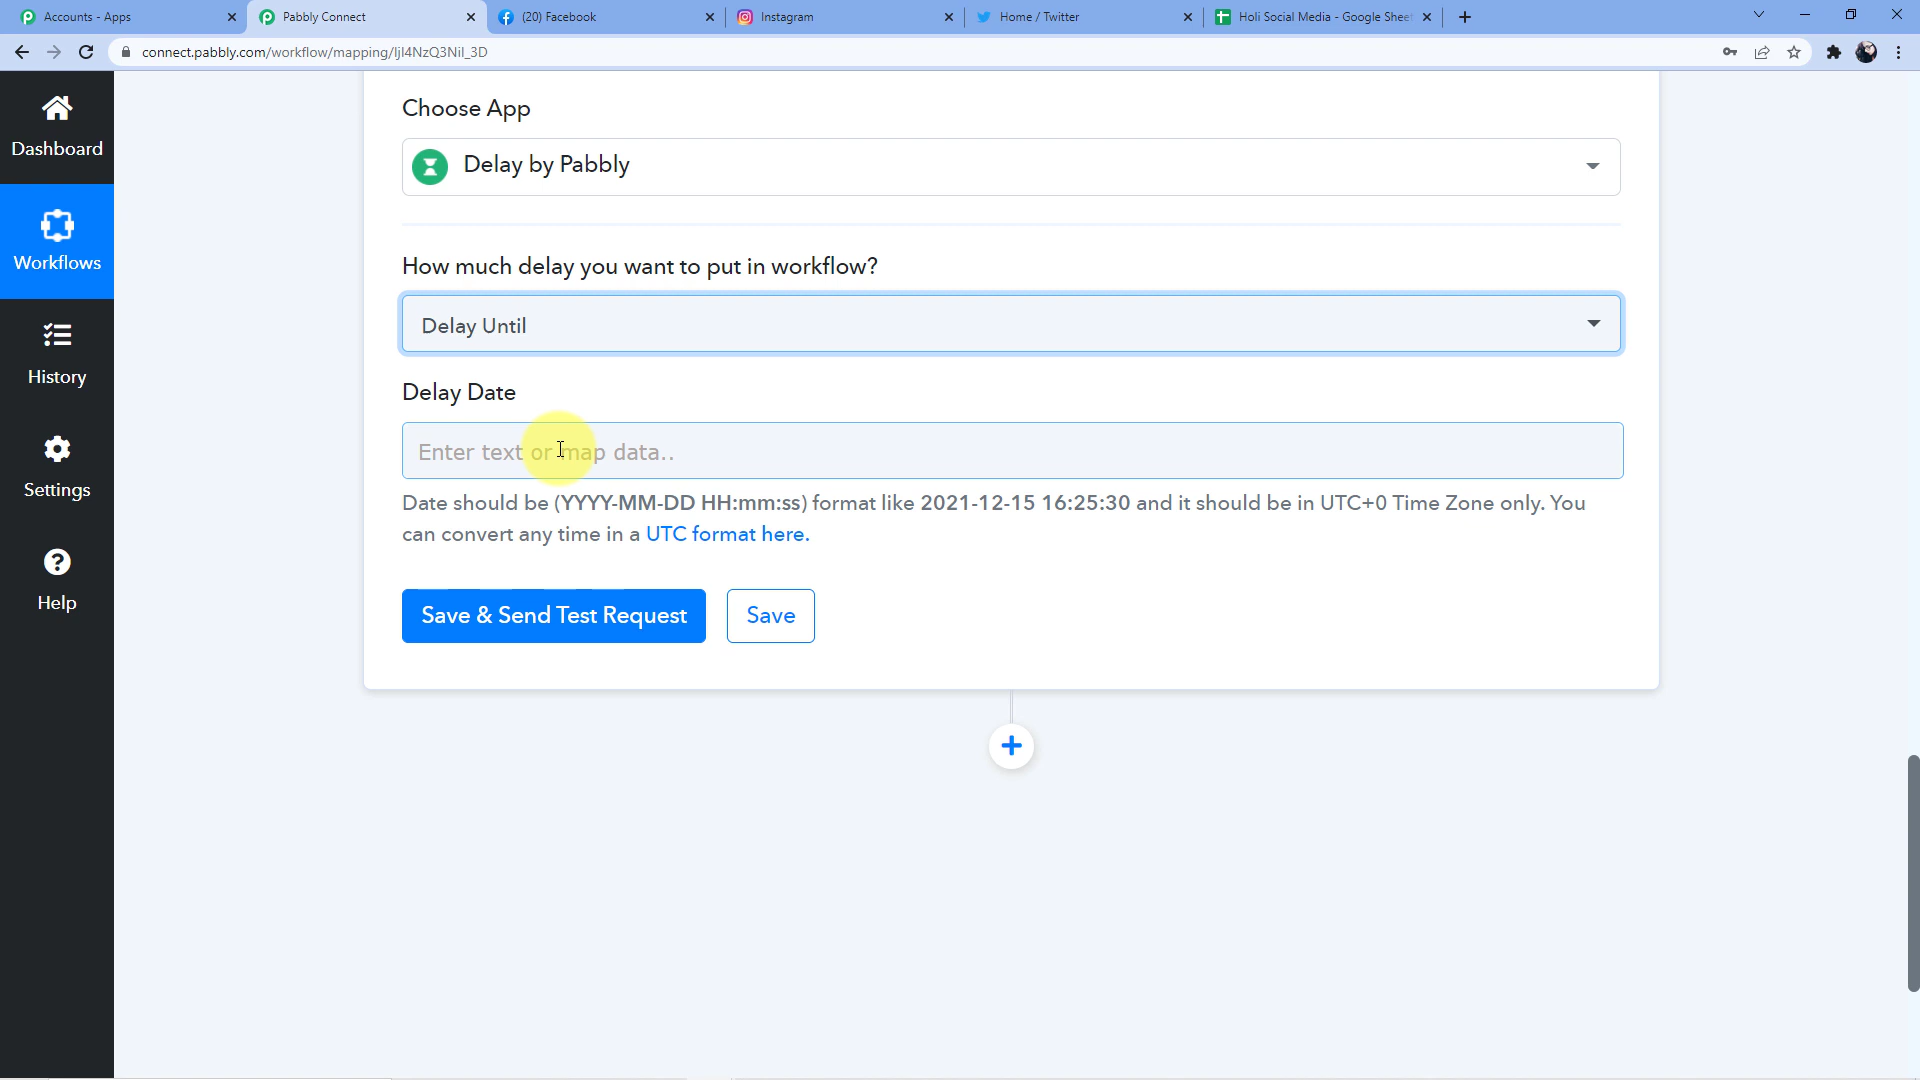 Accounts - Apps
Pabbly Connect
(20) Facebook
Instagram
Home / Twitter
Holi Social Media - Google Sheet
connect.pabbly.com/workflow/mapping/IjI4NzQ3NiI_3D
Dashboard
Workflows
History
Settings
Help
Choose App
Delay by Pabbly
How much delay you want to put in workflow?
Delay Until
Delay Date
Enter text or map data..
Date should be (YYYY-MM-DD HH:mm:ss) format like 2021-12-15 16:25:30 and it should be in UTC+0 Time Zone only. You
can convert any time in a UTC format here.
Save & Send Test Request
Save